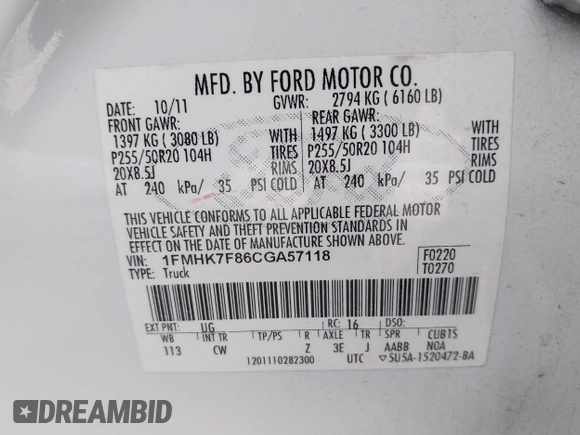 MFD. BY FORD MOTOR CO.
DATE: 10/11 GVWR: 2794 KG ( 6160 LB)
FRONT GAWR: REAR GAWR:
1397 KG ( 3080 LB) WITH 1497 KG ( 3300 LB) WITH
P255/50R20 104H TIRES P255/50R20 104H TIRES
20X8.5J RIMS 20X8.5J RIMS
AT 240 kPa/ 35 PSI COLD AT 240 kPa/ 35 PSI COLD
THIS VEHICLE CONFORMS TO ALL APPLICABLE FEDERAL MOTOR
VEHICLE SAFETY AND THEFT PREVENTION STANDARDS IN
EFFECT ON THE DATE OF MANUFACTURE SHOWN ABOVE.
VIN: 1FMHK7F86CGA57118 F0220
TYPE: Truck T0270
EXT PNT: UG RC: 16 DSO:
WB INT TR TP/PS R AXLE TR SPR CUBTS
113 CW Z 3E J AABB NOA
1201110282300 UTC ▽5U5A-1520472-BA
DREAMBID